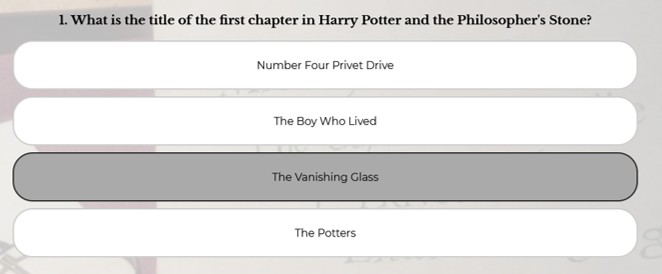 1. What is the title of the first chapter in Harry Potter and the Philosopher's Stone?
Number Four Privet Drive
The Boy Who Lived
The Vanishing Glass
The Potters